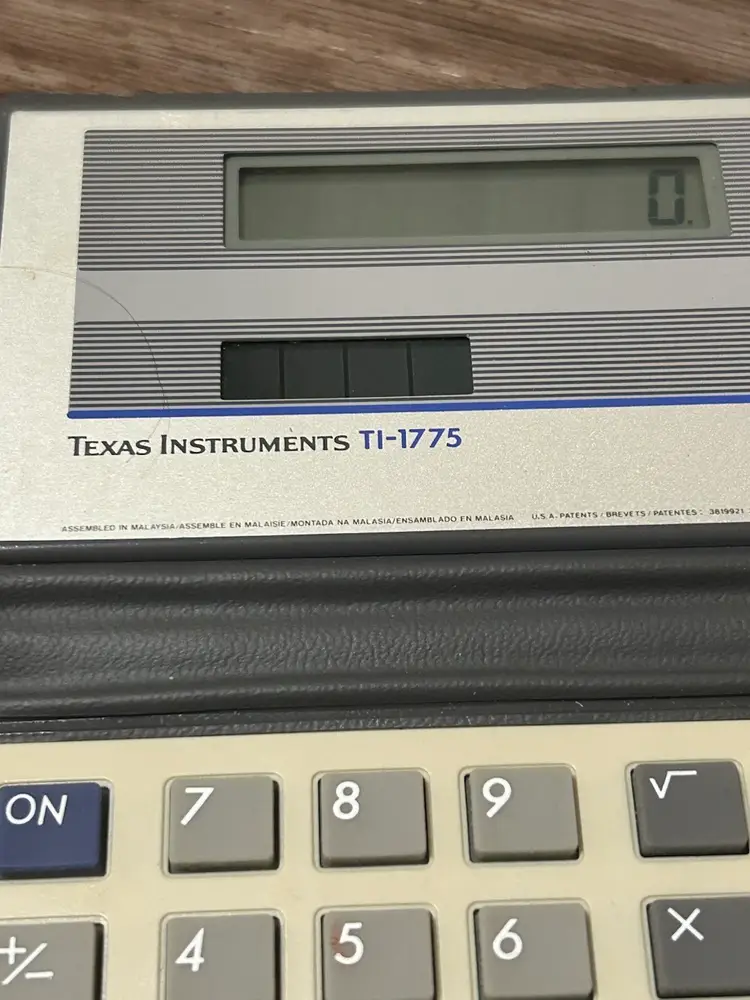 0.
TEXAS INSTRUMENTS TI-1775
ASSEMBLED IN MALAYSIA/ASSEMBLE EN MALAISIE/MONTADA NA MALASIA/ENSAMBLADO EN MALASIA U.S.A. PATENTS / BREVETS / PATENTES : 3819921
ON 7 8 9 √
+/− 4 5 6 ×